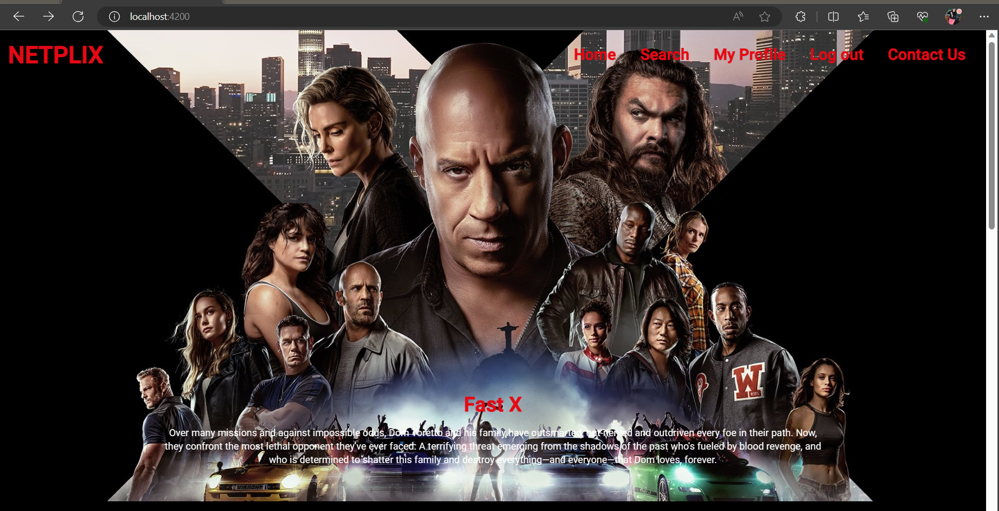 localhost:4200
NETPLIX
Home Search My Profile Log out Contact Us
W
Fast X
Over many missions and against impossible odds, Dom Toretto and his family have outsmarted, out-nerved and outdriven every foe in their path. Now,
they confront the most lethal opponent they've ever faced: A terrifying threat emerging from the shadows of the past who's fueled by blood revenge, and
who is determined to shatter this family and destroy everything—and everyone—that Dom loves, forever.
VIBRANT